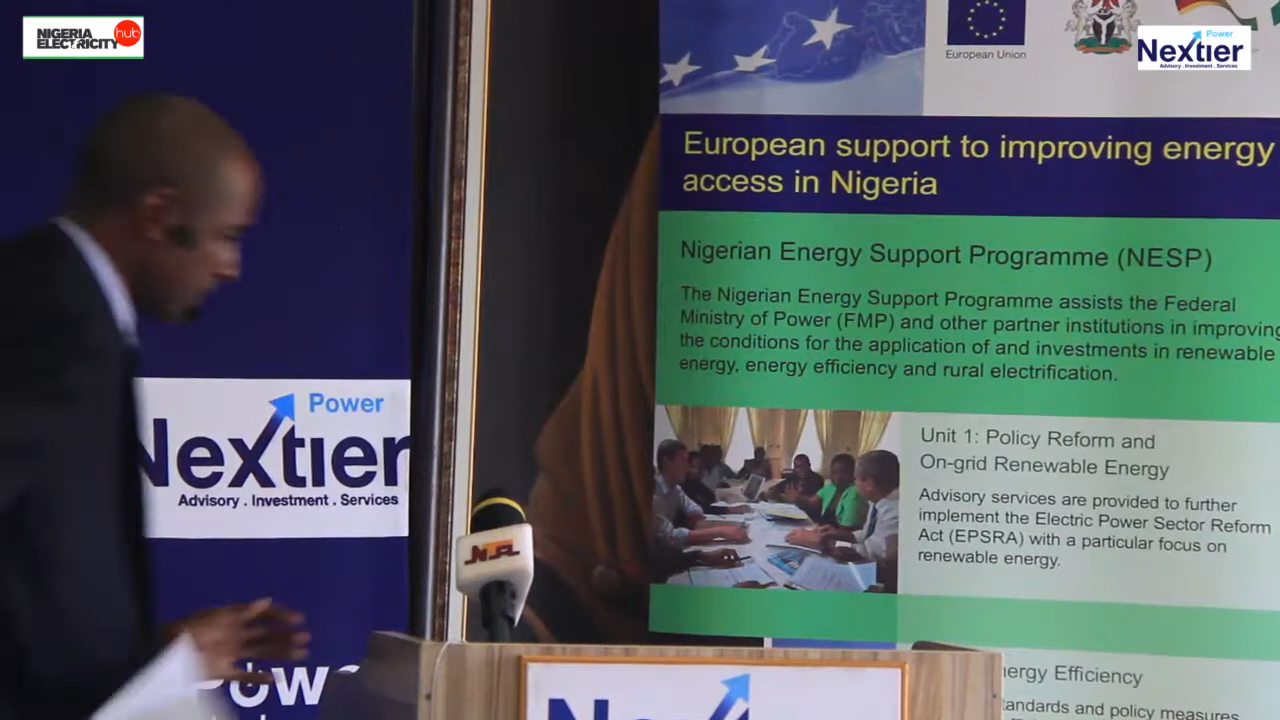 NIGERIA
ELECTRICITY
hub
European Union
Power
Nextier
Advisory . Investment . Services
European support to improving energy
access in Nigeria
Nigerian Energy Support Programme (NESP)
The Nigerian Energy Support Programme assists the Federal
Ministry of Power (FMP) and other partner institutions in improving
the conditions for the application of and investments in renewable
energy, energy efficiency and rural electrification.
Power
Nextier
Advisory . Investment . Services
Unit 1: Policy Reform and
On-grid Renewable Energy
Advisory services are provided to further
implement the Electric Power Sector Reform
Act (EPSRA) with a particular focus on
renewable energy.
Efficiency
and policy measures